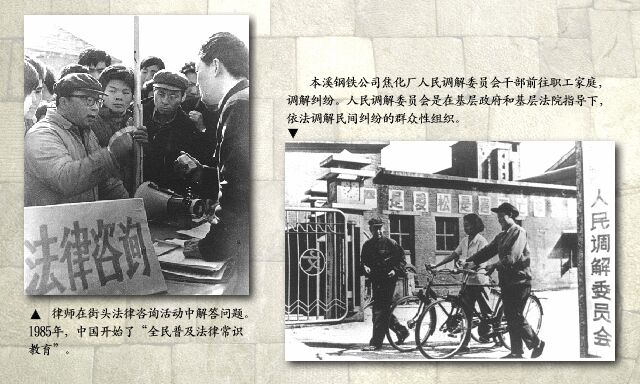 法律咨询
▲ 律师在街头法律咨询活动中解答问题。
1985年，中国开始了“全民普及法律常识
教育”。
本溪钢铁公司焦化厂人民调解委员会干部前往职工家庭，
调解纠纷。人民调解委员会是在基层政府和基层法院指导下，
依法调解民间纠纷的群众性组织。
▼
人民调解委员会